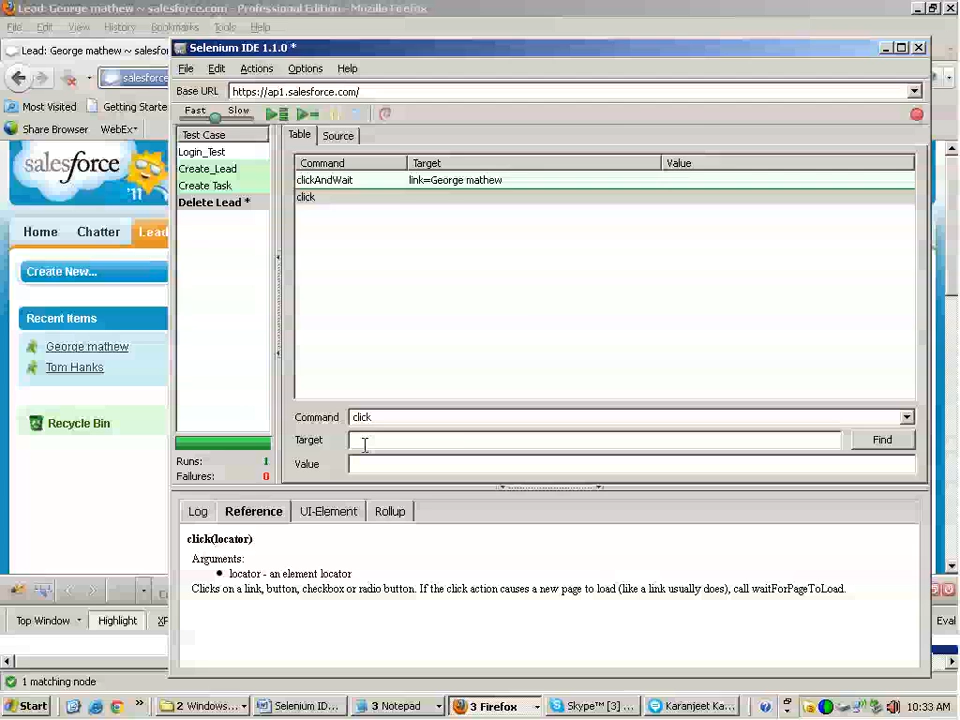 Lead: George mathew ~ salesforce.com - Professional Edition - Mozilla Firefox
File Edit View History Bookmarks Tools Help
Lead: George mathew ~ salesfo
Selenium IDE 1.1.0 *
File Edit Actions Options Help
salesforce
Base URL https://ap1.salesforce.com/
Most Visited Getting Starte
Fast Slow
Share Browser WebEx
Test Case
Table Source
Login_Test
Create_Lead
Create Task
Delete Lead *
Command Target Value
clickAndWait link=George mathew
click
salesforce
Home Chatter Lead
Create New...
Recent Items
George mathew
Tom Hanks
Recycle Bin
Command click
Target Find
Value
Runs: 1
Failures: 0
Log Reference UI-Element Rollup
click(locator)
Arguments:
locator - an element locator
Clicks on a link, button, checkbox or radio button. If the click action causes a new page to load (like a link usually does), call waitForPageToLoad.
Top Window Highlight XP
Eval
1 matching node
Start
2 Windows...
Selenium ID...
3 Notepad
3 Firefox
Skype™ [3] ...
Karanjeet Ka...
10:33 AM